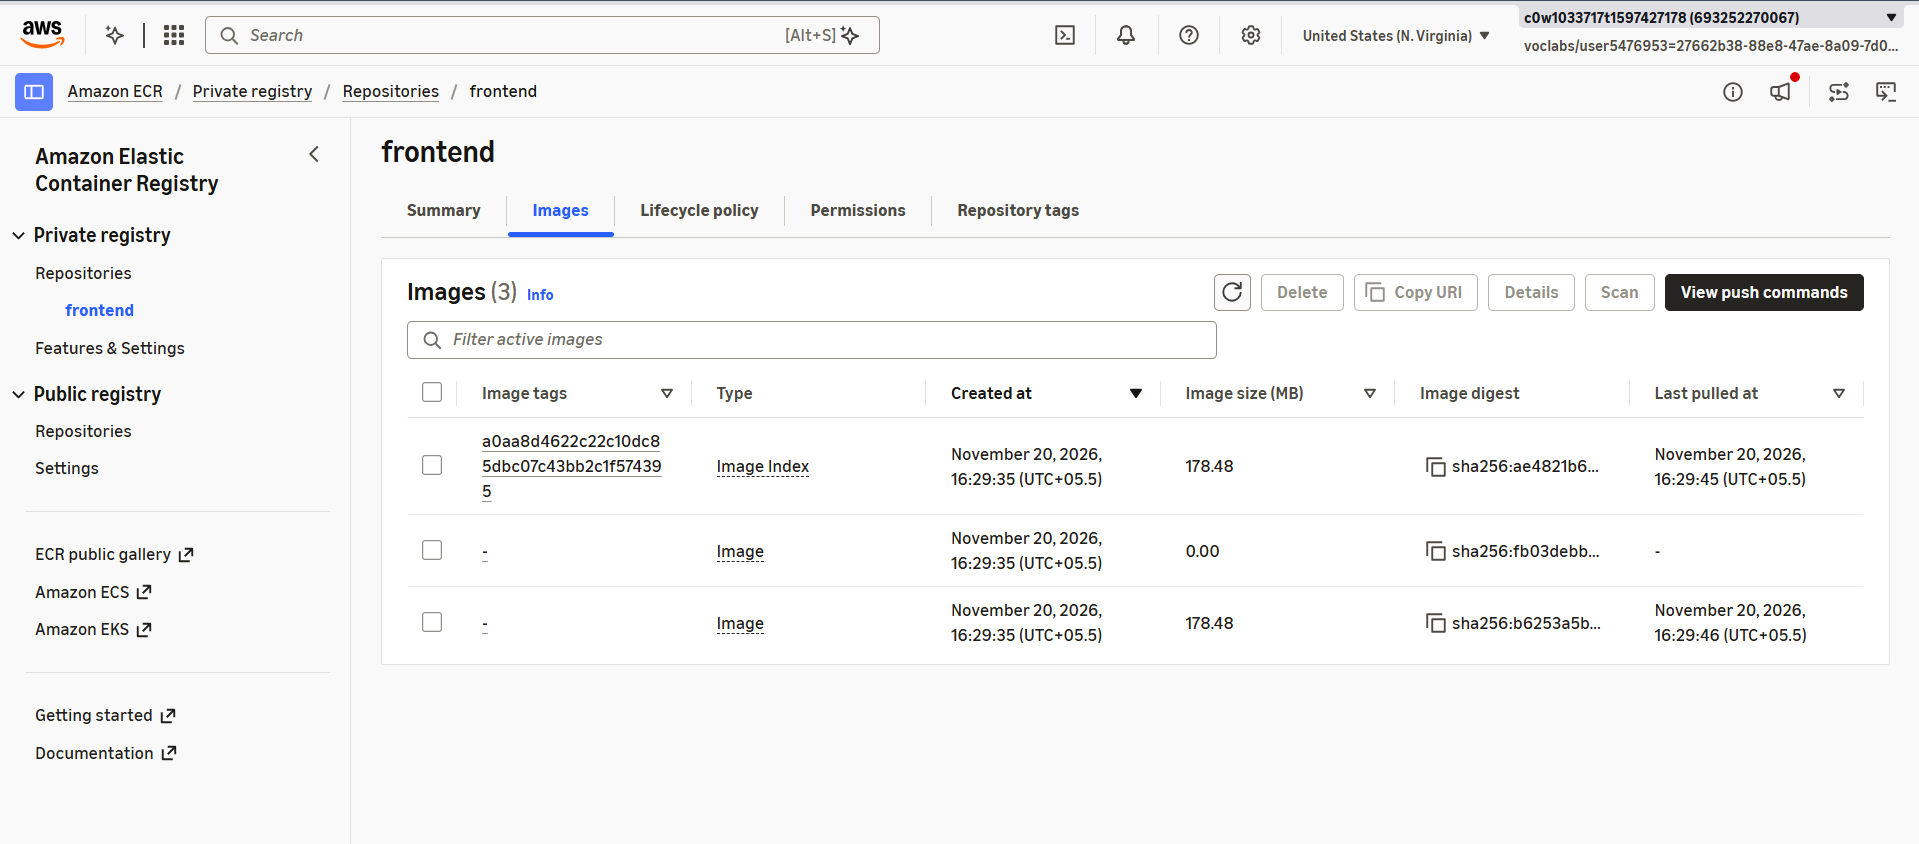 aws
Search [Alt+S]
United States (N. Virginia)
c0w1033717t1597427178 (693252270067)
voclabs/user5476953=27662b38-88e8-47ae-8a09-7d0...
Amazon ECR / Private registry / Repositories / frontend
Amazon Elastic
Container Registry
Private registry
Repositories
frontend
Features & Settings
Public registry
Repositories
Settings
ECR public gallery
Amazon ECS
Amazon EKS
Getting started
Documentation
frontend
Summary Images Lifecycle policy Permissions Repository tags
Images (3) Info
Delete Copy URI Details Scan View push commands
Filter active images
Image tags Type Created at Image size (MB) Image digest Last pulled at
a0aa8d4622c22c10dc8
5dbc07c43bb2c1f57439
5
Image Index
November 20, 2026,
16:29:35 (UTC+05.5)
178.48
sha256:ae4821b6...
November 20, 2026,
16:29:45 (UTC+05.5)
-
Image
November 20, 2026,
16:29:35 (UTC+05.5)
0.00
sha256:fb03debb...
-
-
Image
November 20, 2026,
16:29:35 (UTC+05.5)
178.48
sha256:b6253a5b...
November 20, 2026,
16:29:46 (UTC+05.5)